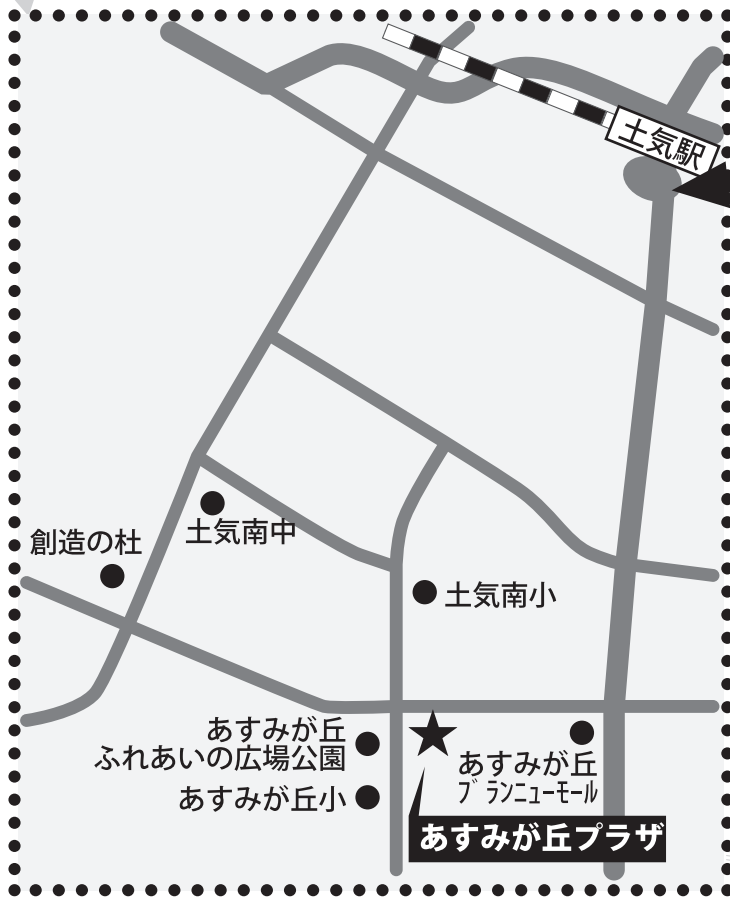 土気駅
土気南中
創造の杜
土気南小
あすみが丘
ふれあいの広場公園
あすみが丘小
あすみが丘
ブランニューモール
あすみが丘プラザ